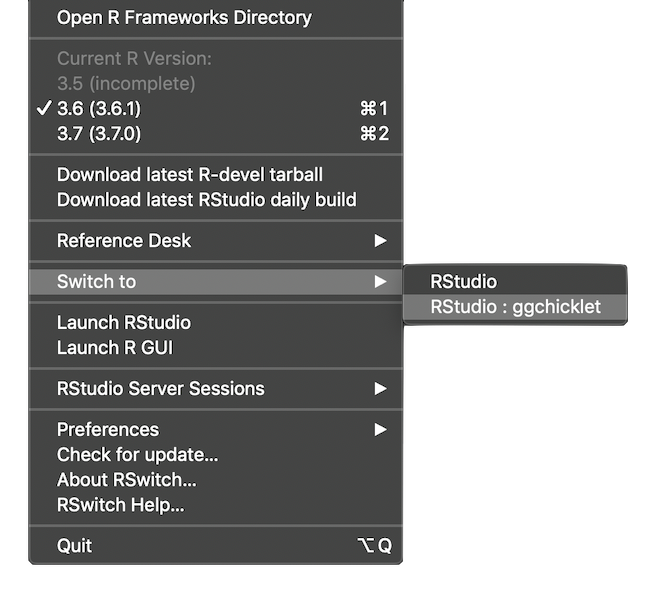 Open R Frameworks Directory
Current R Version:
3.5 (incomplete)
✓ 3.6 (3.6.1) ⌘1
3.7 (3.7.0) ⌘2
Download latest R-devel tarball
Download latest RStudio daily build
Reference Desk ▶
Switch to ▶
RStudio
RStudio : ggchicklet
Launch RStudio
Launch R GUI
RStudio Server Sessions ▶
Preferences ▶
Check for update...
About RSwitch...
RSwitch Help...
Quit ⌥Q